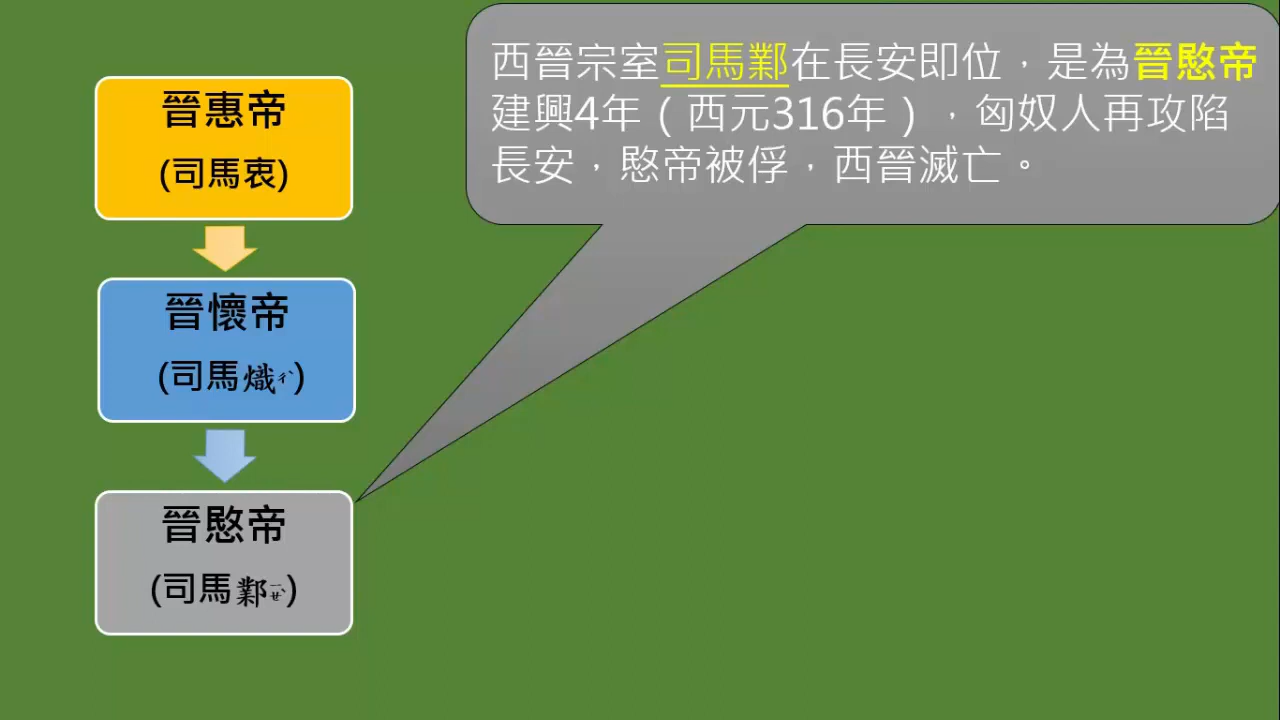 西晉宗室司馬鄴在長安即位，是為晉愍帝
建興4年（西元316年），匈奴人再攻陷
長安，愍帝被俘，西晉滅亡。
晉惠帝
(司馬衷)
晉懷帝
(司馬熾ㄔˋ)
晉愍帝
(司馬鄴ㄧㄝˋ)